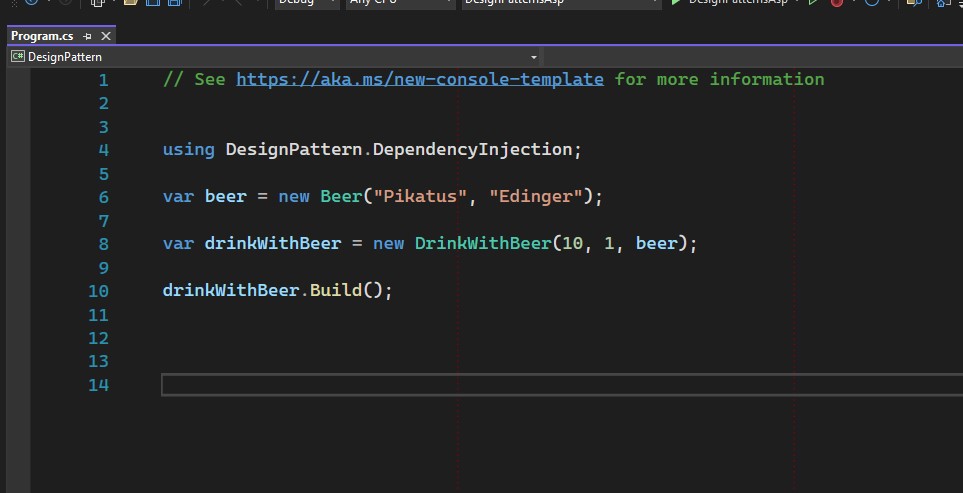 Debug
Any CPU
DesignPatternsAsp
DesignPatternsAsp
Program.cs
C# DesignPattern
1 // See https://aka.ms/new-console-template for more information
2
3
4 using DesignPattern.DependencyInjection;
5
6 var beer = new Beer("Pikatus", "Edinger");
7
8 var drinkWithBeer = new DrinkWithBeer(10, 1, beer);
9
10 drinkWithBeer.Build();
11
12
13
14